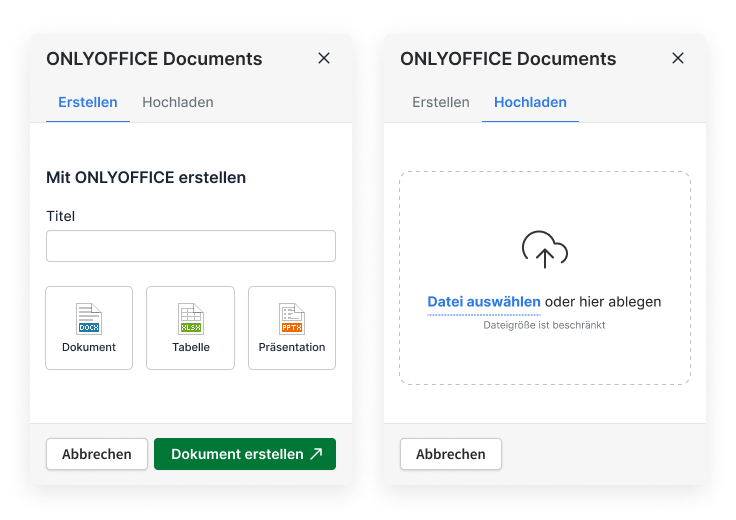 ONLYOFFICE Documents
Erstellen Hochladen
Mit ONLYOFFICE erstellen
Titel
DOCX XLSX PPTX
Dokument Tabelle Präsentation
Abbrechen Dokument erstellen
ONLYOFFICE Documents
Erstellen Hochladen
Datei auswählen oder hier ablegen
Dateigröße ist beschränkt
Abbrechen